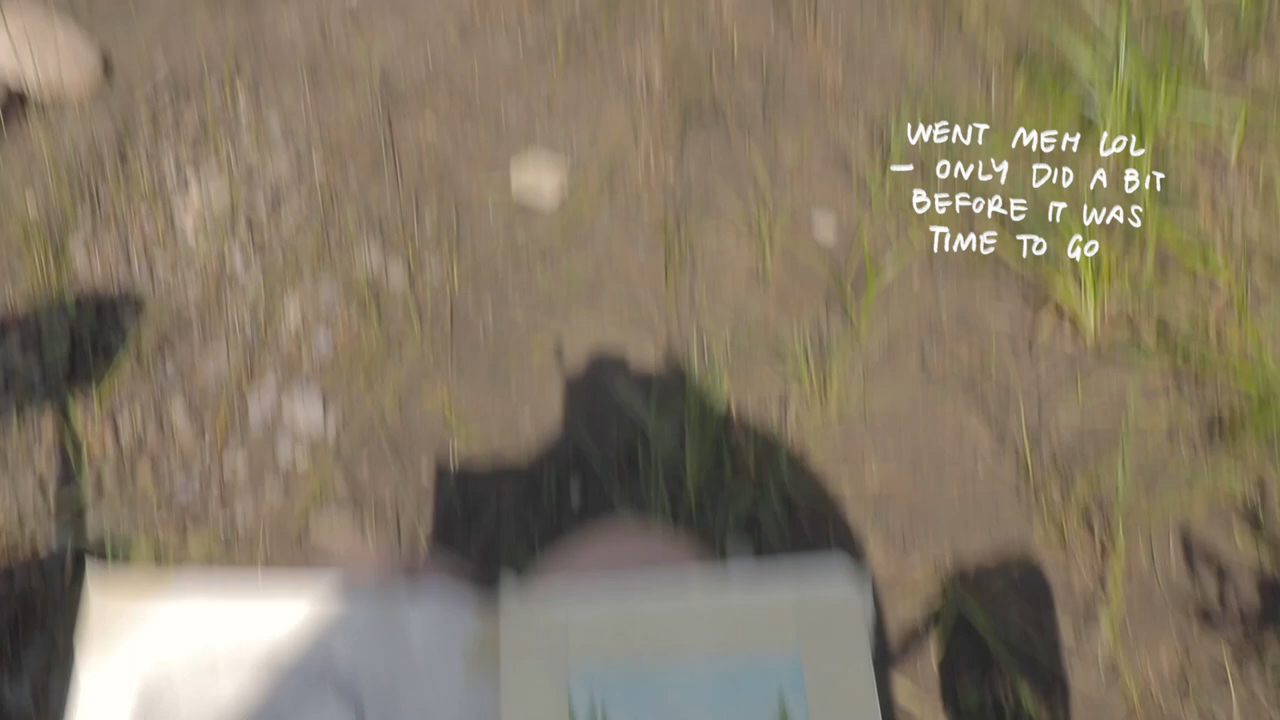 WENT MEH LOL
– ONLY DID A BIT
BEFORE IT WAS
TIME TO GO